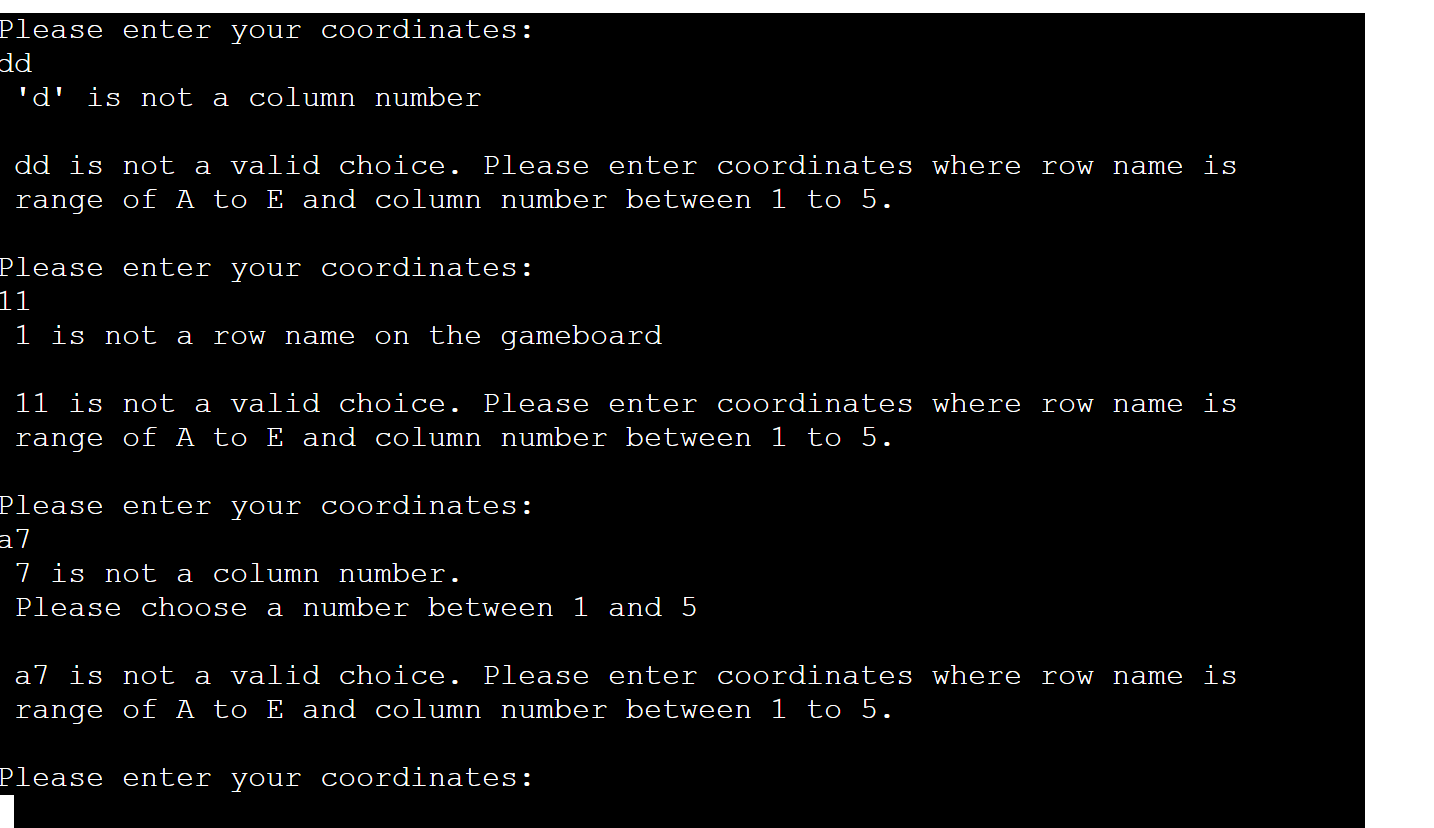 Please enter your coordinates:
dd
'd' is not a column number
dd is not a valid choice. Please enter coordinates where row name is
range of A to E and column number between 1 to 5.
Please enter your coordinates:
11
1 is not a row name on the gameboard
11 is not a valid choice. Please enter coordinates where row name is
range of A to E and column number between 1 to 5.
Please enter your coordinates:
a7
7 is not a column number.
Please choose a number between 1 and 5
a7 is not a valid choice. Please enter coordinates where row name is
range of A to E and column number between 1 to 5.
Please enter your coordinates: